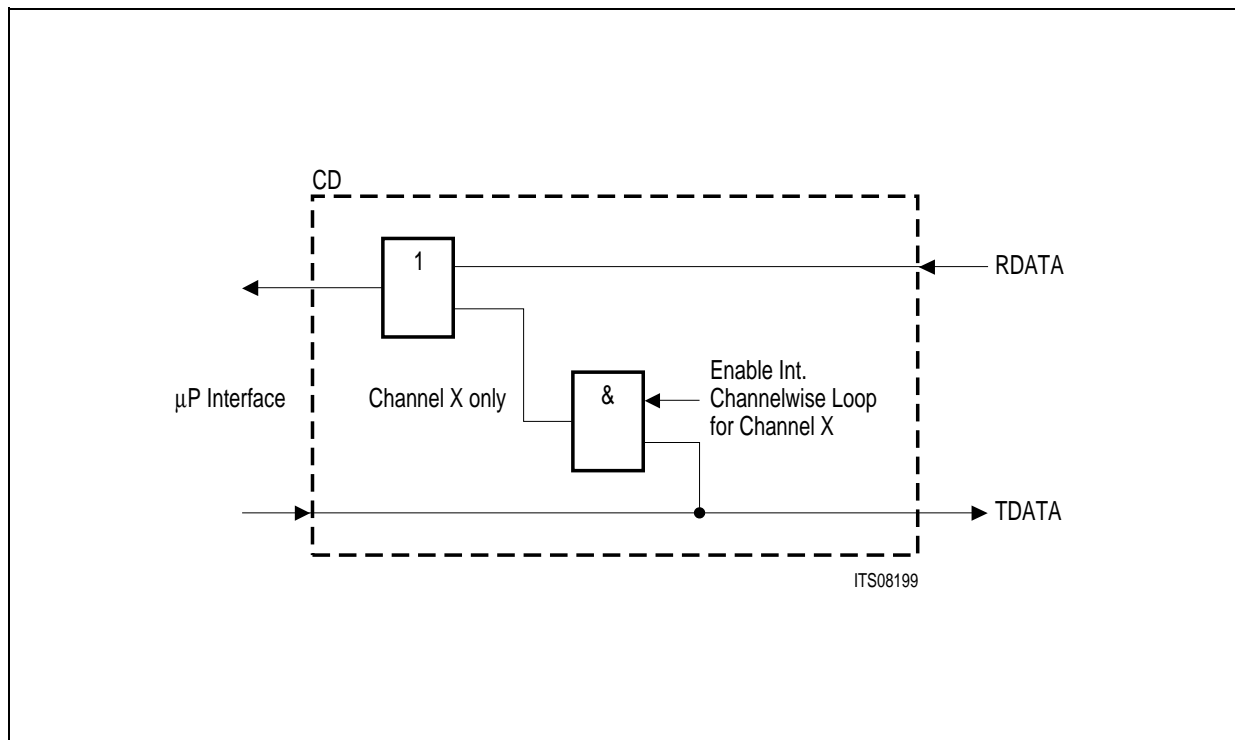 CD
1
RDATA
μP Interface
Channel X only
&
Enable Int.
Channelwise Loop
for Channel X
TDATA
ITS08199